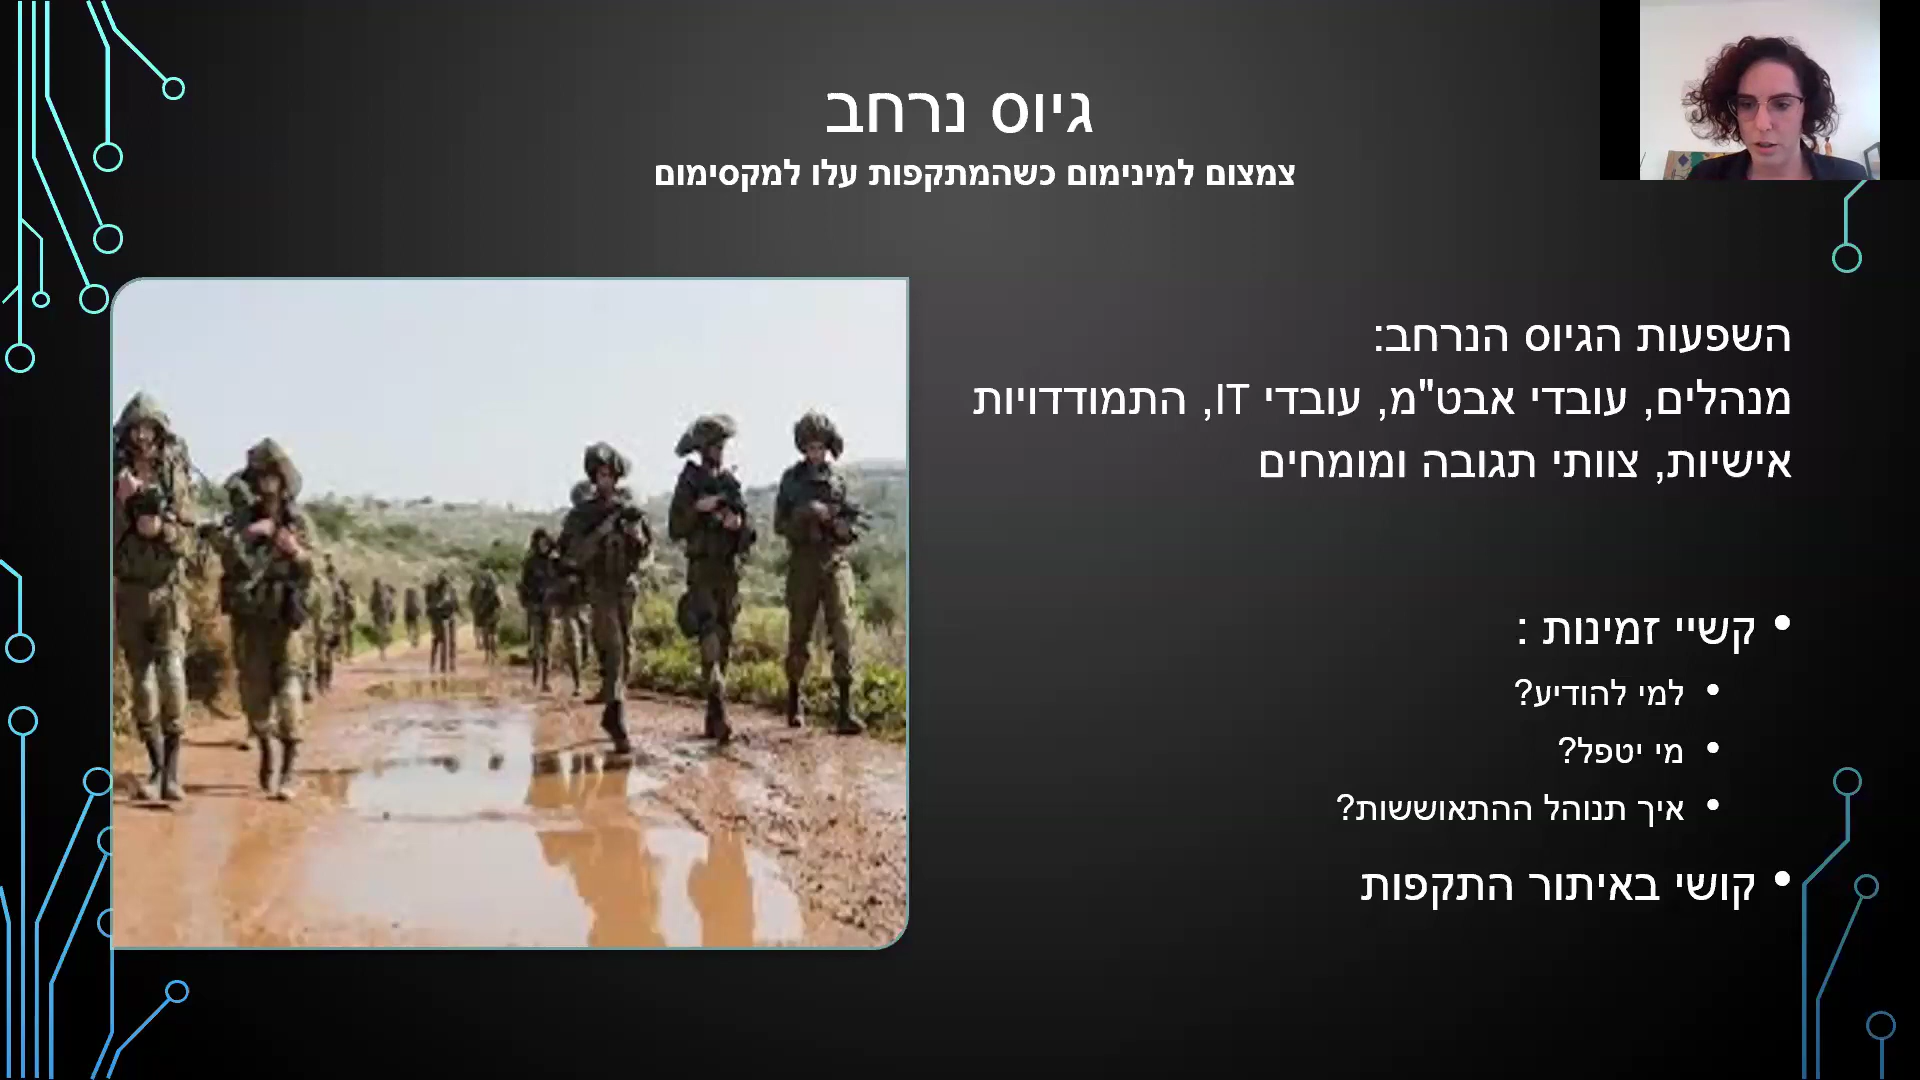 גיוס נרחב
צמצום למינימום כשהמתקפות עלו למקסימום
השפעות הגיוס הנרחב:
מנהלים, עובדי אבט"מ, עובדי IT, התמודדויות
אישיות, צוותי תגובה ומומחים
• קשיי זמינות :
• למי להודיע?
• מי יטפל?
• איך תנוהל ההתאוששות?
• קושי באיתור התקפות